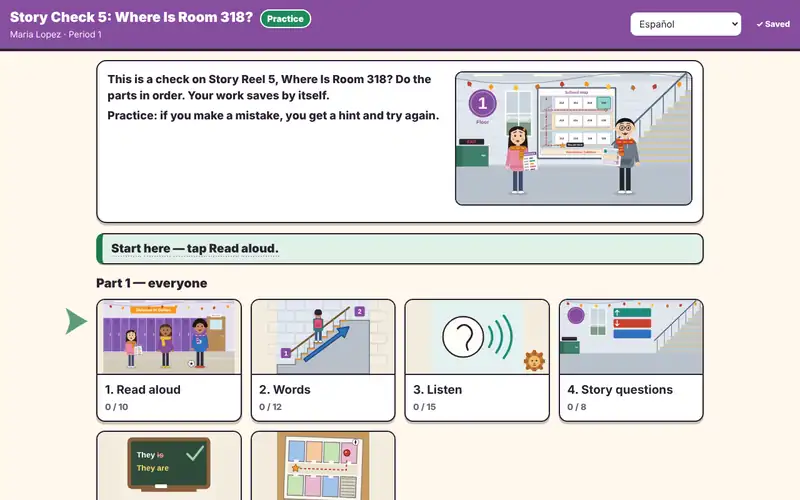 Story Check 5: Where Is Room 318? Practice
Maria Lopez · Period 1
Español
✓ Saved
This is a check on Story Reel 5, Where Is Room 318? Do the
parts in order. Your work saves by itself.
Practice: if you make a mistake, you get a hint and try again.
1
Floor
School Map
EXIT
Start here — tap Read aloud.
Part 1 — everyone
1. Read aloud
0 / 10
2
1
2. Words
0 / 12
3. Listen
0 / 15
4. Story questions
0 / 8
They is
They are